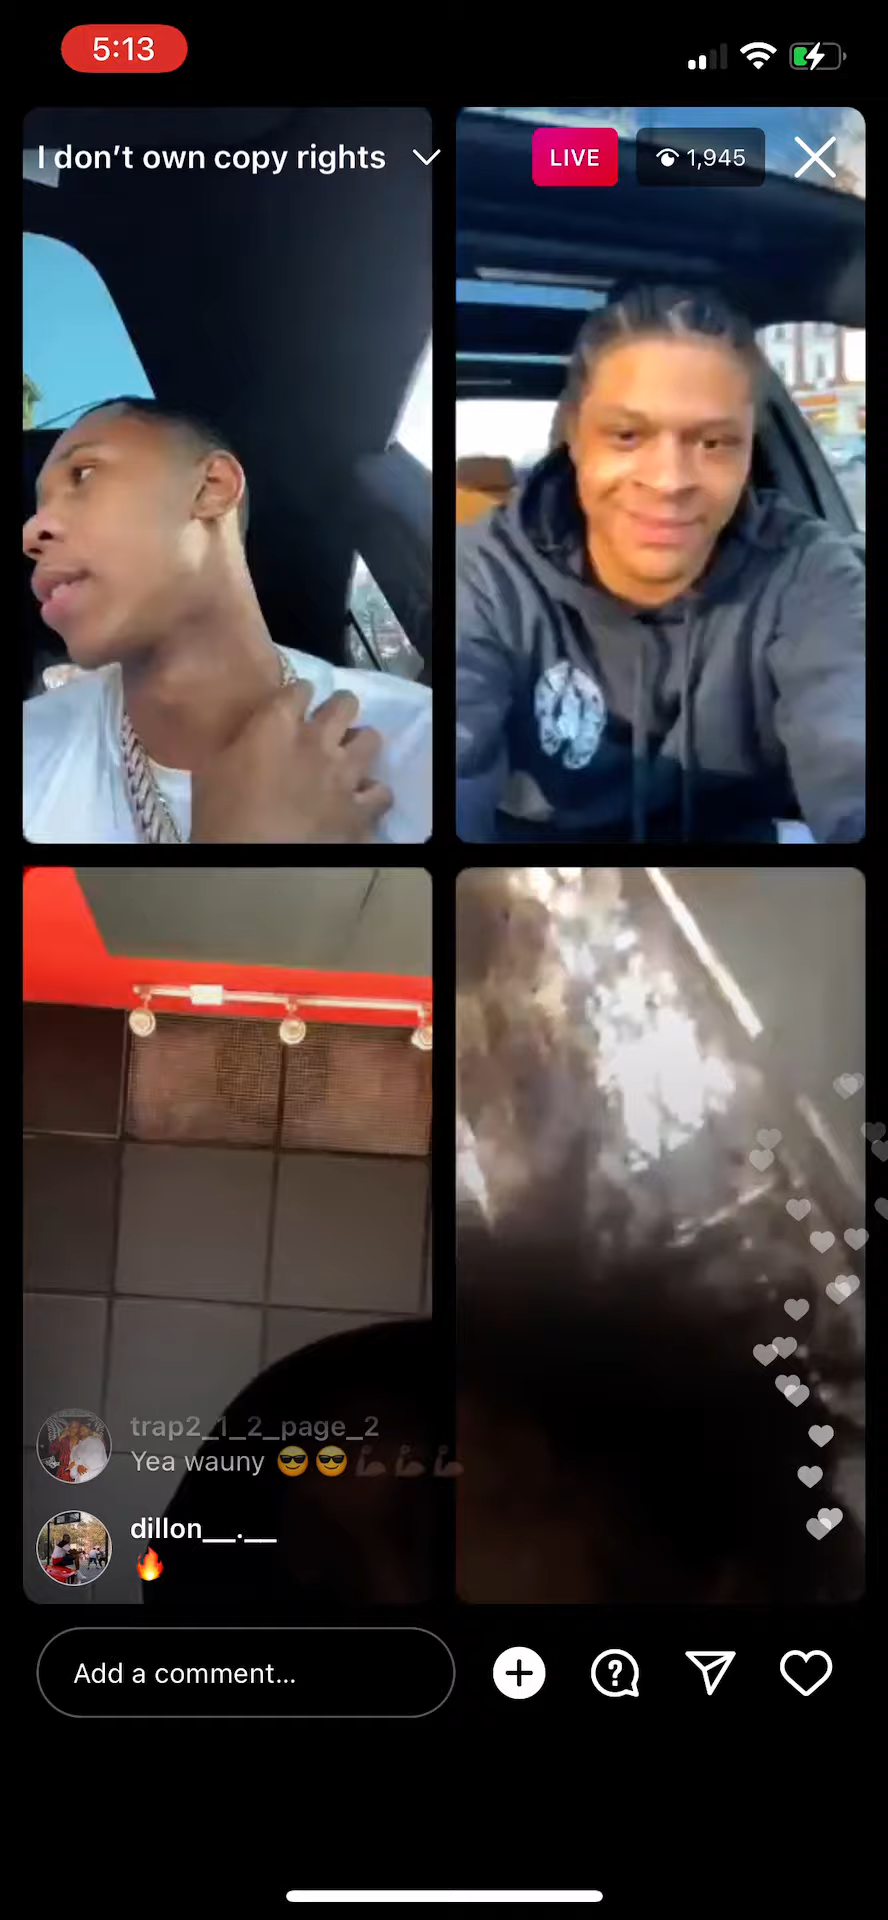 5:13
I don’t own copy rights
LIVE
1,945
trap2_1_2_page_2
Yea wauny 😎😎💪💪💪
dillon__.__
🔥
Add a comment...